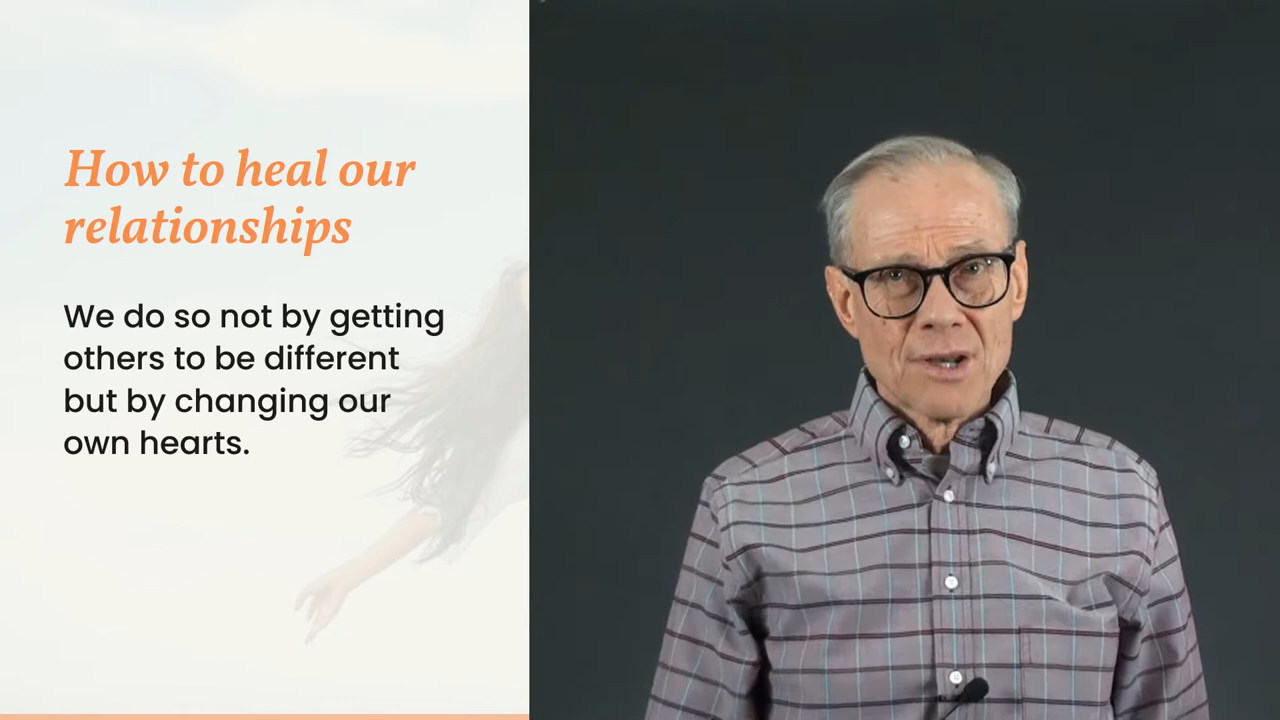 How to heal our
relationships
We do so not by getting
others to be different
but by changing our
own hearts.